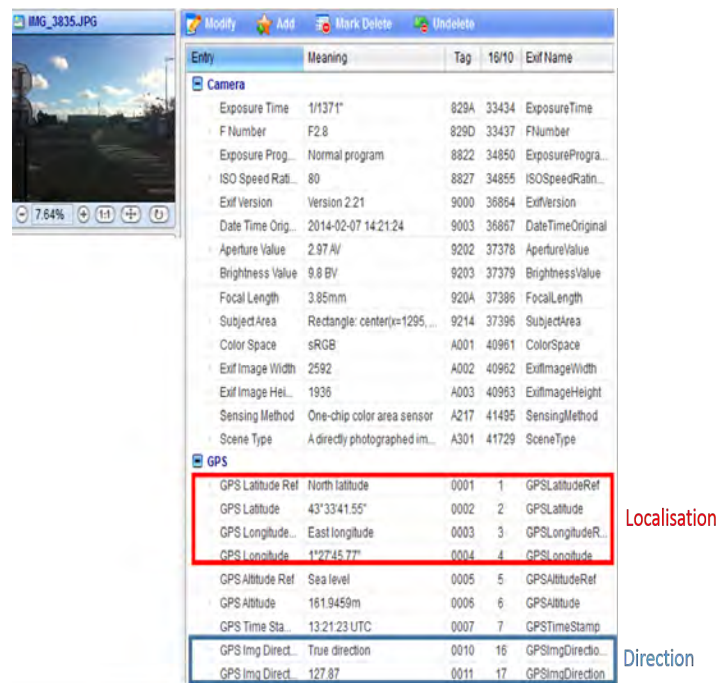 IMG_3835.JPG
Modify Add Mark Delete Undelete
Entry Meaning Tag 16/10 Exif Name
Camera
Exposure Time 1/1371" 829A 33434 ExposureTime
F Number F2.8 829D 33437 FNumber
Exposure Prog... Normal program 8822 34850 ExposureProgra...
ISO Speed Rati... 80 8827 34855 ISOSpeedRatin...
Exif Version Version 2.21 9000 36864 ExifVersion
Date Time Orig... 2014-02-07 14:21:24 9003 36867 DateTimeOriginal
Aperture Value 2.97 AV 9202 37378 ApertureValue
Brightness Value 9.8 BV 9203 37379 BrightnessValue
Focal Length 3.85mm 920A 37386 FocalLength
Subject Area Rectangle: center(x=1295, ... 9214 37396 SubjectArea
Color Space sRGB A001 40961 ColorSpace
Exif Image Width 2592 A002 40962 ExifImageWidth
Exif Image Hei... 1936 A003 40963 ExifImageHeight
Sensing Method One-chip color area sensor A217 41495 SensingMethod
Scene Type A directly photographed im... A301 41729 SceneType
GPS
GPS Latitude Ref North latitude 0001 1 GPSLatitudeRef
GPS Latitude 43°33'41.55" 0002 2 GPSLatitude
GPS Longitude... East longitude 0003 3 GPSLongitudeR...
GPS Longitude 1°27'45.77" 0004 4 GPSLongitude
GPS Altitude Ref Sea level 0005 5 GPSAltitudeRef
GPS Altitude 161.9459m 0006 6 GPSAltitude
GPS Time Sta... 13:21:23 UTC 0007 7 GPSTimeStamp
GPS Img Direct... True direction 0010 16 GPSImgDirectio...
GPS Img Direct... 127.87 0011 17 GPSImgDirection
7.64% 1:1
Localisation
Direction